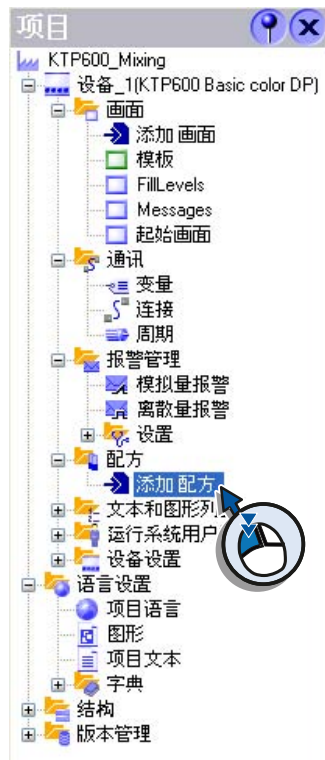 项目
KTP600_Mixing
设备_1(KTP600 Basic color DP)
画面
添加 画面
模板
FillLevels
Messages
起始画面
通讯
变量
连接
周期
报警管理
模拟量报警
离散量报警
设置
配方
添加 配方
文本和图形列
运行系统用户
设备设置
语言设置
项目语言
图形
项目文本
字典
结构
版本管理